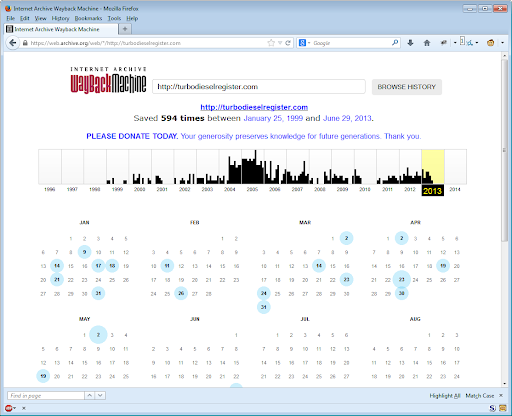 Internet Archive Wayback Machine - Mozilla Firefox
File Edit View History Bookmarks Tools Help
Internet Archive Wayback Machine
https://web.archive.org/web/*/http://turbodieselregister.com
Google
INTERNET ARCHIVE
WayBackMachine
http://turbodieselregister.com
BROWSE HISTORY
http://turbodieselregister.com
Saved 594 times between January 25, 1999 and June 29, 2013.
PLEASE DONATE TODAY. Your generosity preserves knowledge for future generations. Thank you.
1996 1997 1998 1999 2000 2001 2002 2003 2004 2005 2006 2007 2008 2009 2010 2011 2012 2013 2014
JAN FEB MAR APR
1 2 3 4 5 1 2 1 2 1 2 3 4 5 6
6 7 8 9 10 11 12 3 4 5 6 7 8 9 3 4 5 6 7 8 9 7 8 9 10 11 12 13
13 14 15 16 17 18 19 10 11 12 13 14 15 16 10 11 12 13 14 15 16 14 15 16 17 18 19 20
20 21 22 23 24 25 26 17 18 19 20 21 22 23 17 18 19 20 21 22 23 21 22 23 24 25 26 27
27 28 29 30 31 24 25 26 27 28 24 25 26 27 28 29 30 28 29 30
31
MAY JUN JUL AUG
1 2 3 4 1 1 2 3 4 5 6 1 2 3
5 6 7 8 9 10 11 2 3 4 5 6 7 8 7 8 9 10 11 12 13 4 5 6 7 8 9 10
12 13 14 15 16 17 18 9 10 11 12 13 14 15 14 15 16 17 18 19 20 11 12 13 14 15 16 17
19 20 21 22 23 24 25 16 17 18 19 20 21 22 21 22 23 24 25 26 27 18 19 20 21 22 23 24
Find in page Highlight All Match Case